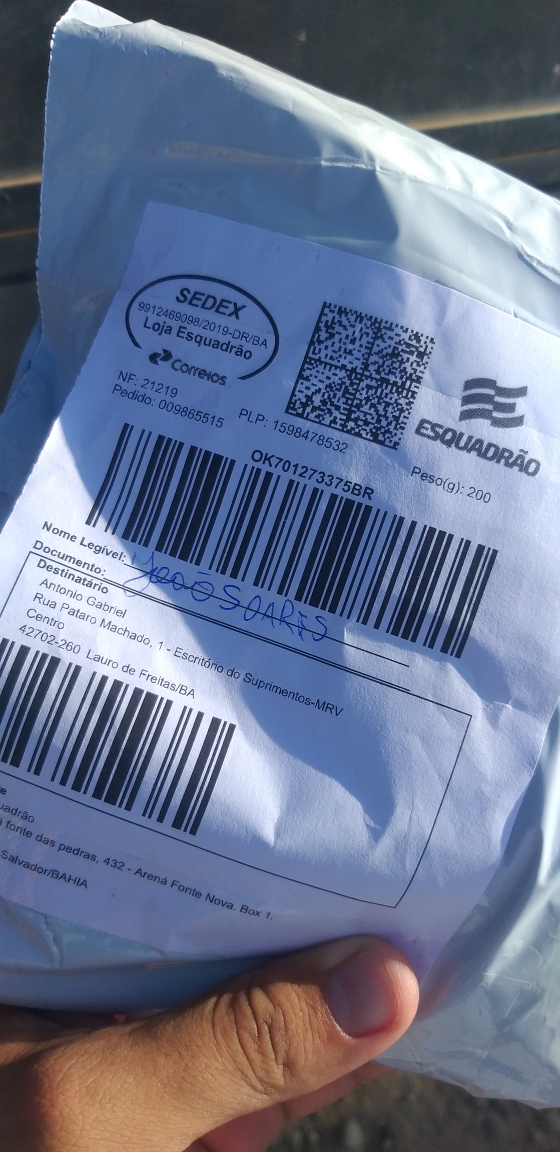 SEDEX
9912469098/2019-DR/BA
Loja Esquadrão
Correios
NF: 21219
Pedido: 009865515
PLP: 1598478532
ESQUADRÃO
Peso(g): 200
OK701273375BR
Nome Legível:
Documento:
JOAO SOARES
Destinatário
Antonio Gabriel
Rua Pataro Machado, 1 - Escritório do Suprimentos-MRV
Centro
42702-260 Lauro de Freitas/BA
fonte das pedras, 432 - Arena Fonte Nova. Box 1.
Salvador/BAHIA